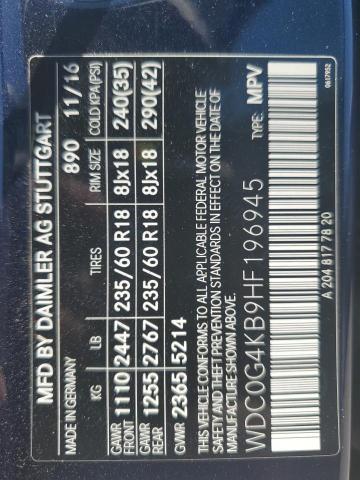 MFD BY DAIMLER AG STUTTGART
MADE IN GERMANY 890 11/16
KG LB TIRES RIM SIZE COLD KPA(PSI)
GAWR FRONT 1110 2447 235/60 R18 8Jx18 240(35)
GAWR REAR 1255 2767 235/60 R18 8Jx18 290(42)
GVWR 2365 5214
THIS VEHICLE CONFORMS TO ALL APPLICABLE FEDERAL MOTOR VEHICLE
SAFETY AND THEFT PREVENTION STANDARDS IN EFFECT ON THE DATE OF
MANUFACTURE SHOWN ABOVE.
WDC0G4KB9HF196945 TYPE: MPV
A 204 817 78 20 0617952